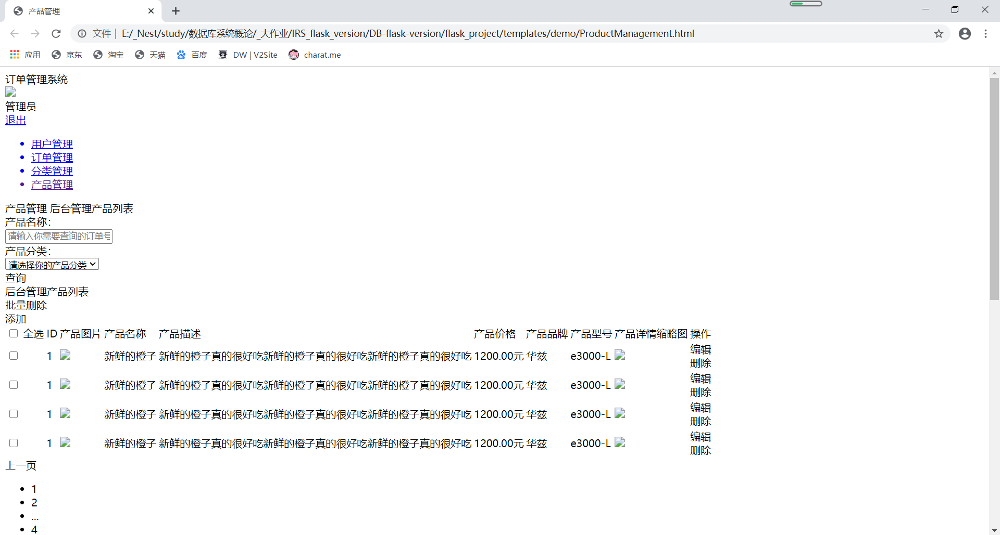 产品管理
文件 | E:/_Nest/study/数据库系统概论/_大作业/IRS_flask_version/DB-flask-version/flask_project/templates/demo/ProductManagement.html
应用 京东 淘宝 天猫 百度 DW | V2Site charat.me
订单管理系统
管理员
退出
用户管理
订单管理
分类管理
产品管理
产品管理 后台管理产品列表
产品名称：
请输入你需要查询的订单号
产品分类：
请选择你的产品分类
查询
后台管理产品列表
批量删除
添加
全选 ID 产品图片 产品名称 产品描述 产品价格 产品品牌 产品型号 产品详情缩略图 操作
1 新鲜的橙子 新鲜的橙子真的很好吃新鲜的橙子真的很好吃新鲜的橙子真的很好吃 1200.00元 华兹 e3000-L 编辑
删除
1 新鲜的橙子 新鲜的橙子真的很好吃新鲜的橙子真的很好吃新鲜的橙子真的很好吃 1200.00元 华兹 e3000-L 编辑
删除
1 新鲜的橙子 新鲜的橙子真的很好吃新鲜的橙子真的很好吃新鲜的橙子真的很好吃 1200.00元 华兹 e3000-L 编辑
删除
1 新鲜的橙子 新鲜的橙子真的很好吃新鲜的橙子真的很好吃新鲜的橙子真的很好吃 1200.00元 华兹 e3000-L 编辑
删除
上一页
1
2
...
4